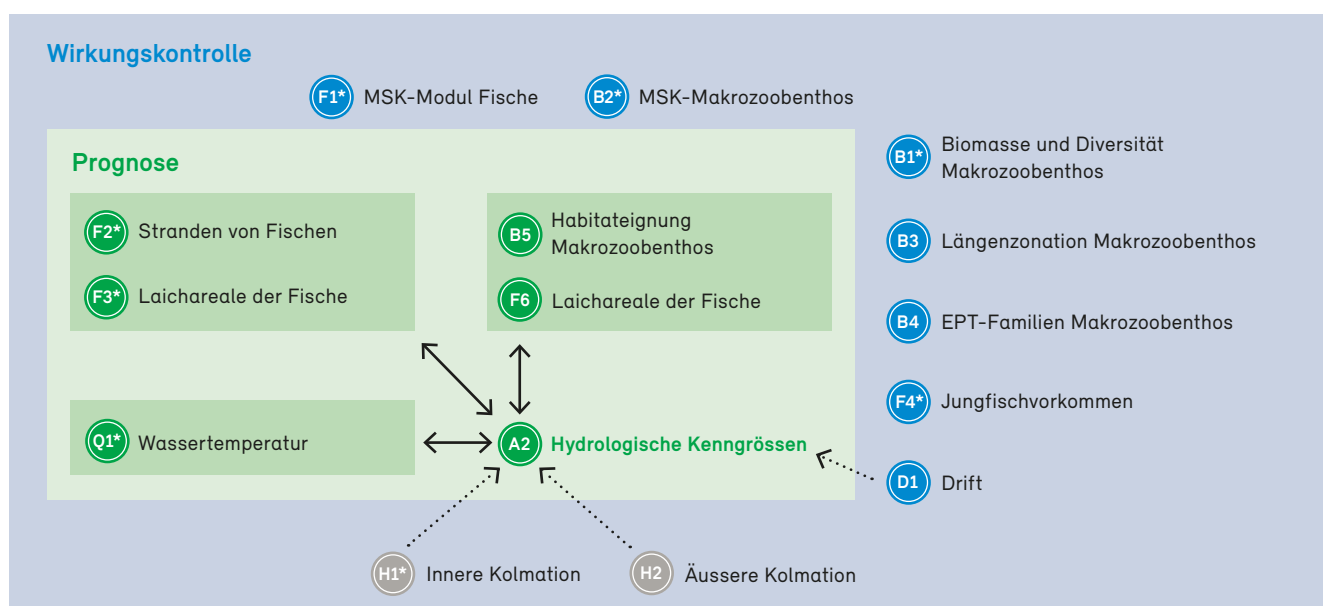 Wirkungskontrolle
F1* MSK-Modul Fische
B2* MSK-Makrozoobenthos
Prognose
F2* Stranden von Fischen
F3* Laichareale der Fische
B5 Habitateignung
Makrozoobenthos
F6 Laichareale der Fische
Q1* Wassertemperatur
A2 Hydrologische Kenngrössen
B1* Biomasse und Diversität
Makrozoobenthos
B3 Längenzonation Makrozoobenthos
B4 EPT-Familien Makrozoobenthos
F4* Jungfischvorkommen
D1 Drift
H1* Innere Kolmation
H2 Äussere Kolmation